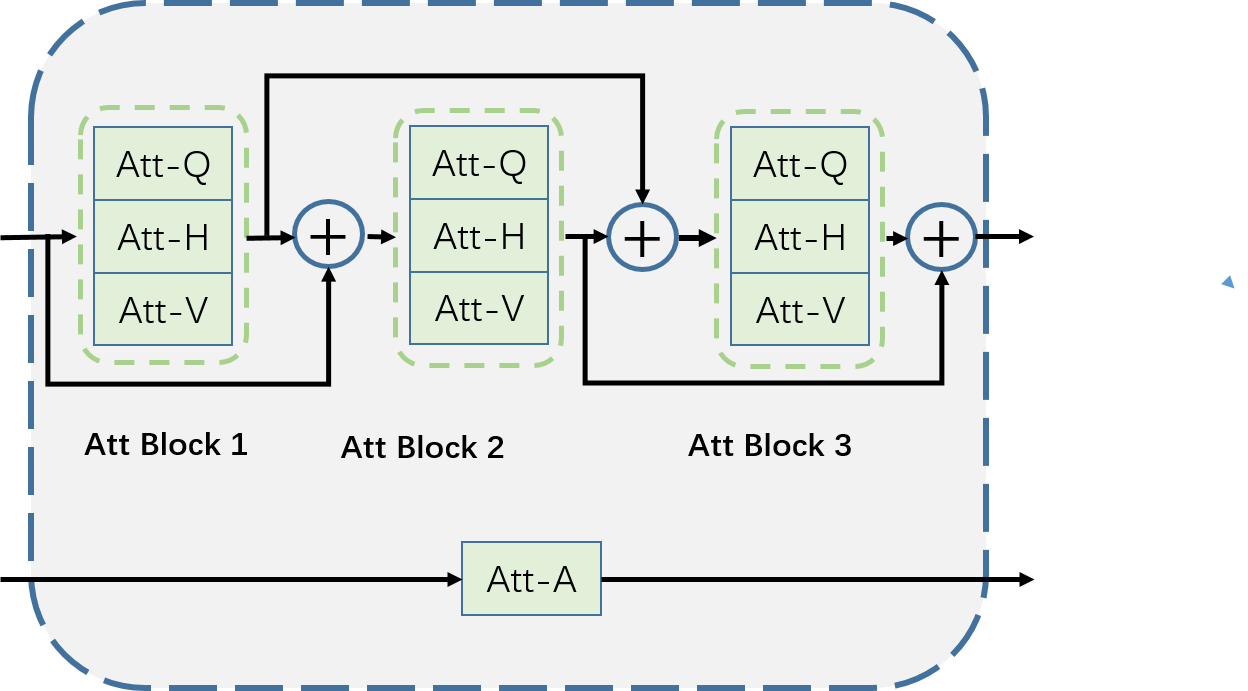 Att-Q
Att-H
Att-V
Att-Q
Att-H
Att-V
Att-Q
Att-H
Att-V
Att Block 1
Att Block 2
Att Block 3
Att-A